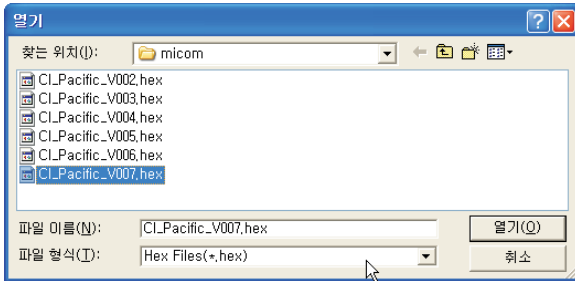 열기
찾는 위치(I): micom
CI_Pacific_V002.hex
CI_Pacific_V003.hex
CI_Pacific_V004.hex
CI_Pacific_V005.hex
CI_Pacific_V006.hex
CI_Pacific_V007.hex
파일 이름(N): CI_Pacific_V007.hex 열기(O)
파일 형식(T): Hex Files(*.hex) 취소